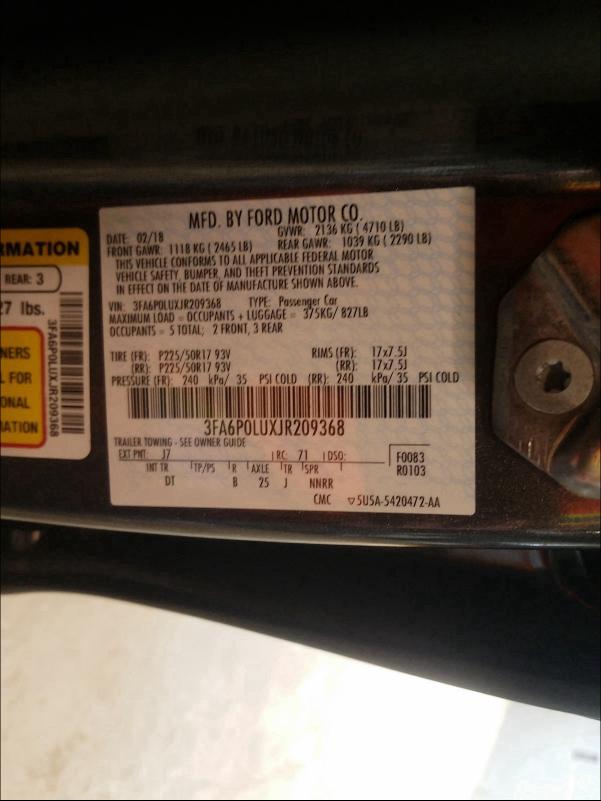 MFD. BY FORD MOTOR CO.
DATE: 02/18 GVWR: 2136 KG (4710 LB)
FRONT GAWR: 1118 KG (2465 LB) REAR GAWR: 1039 KG (2290 LB)
THIS VEHICLE CONFORMS TO ALL APPLICABLE FEDERAL MOTOR
VEHICLE SAFETY, BUMPER, AND THEFT PREVENTION STANDARDS
IN EFFECT ON THE DATE OF MANUFACTURE SHOWN ABOVE.
VIN: 3FA6P0LUXJR209368 TYPE: Passenger Car
MAXIMUM LOAD = OCCUPANTS + LUGGAGE = 375KG/ 827LB
OCCUPANTS = 5 TOTAL; 2 FRONT, 3 REAR
TIRE (FR): P225/50R17 93V RIMS (FR): 17x7.5J
(RR): P225/50R17 93V (RR): 17x7.5J
PRESSURE (FR): 240 kPa/ 35 PSI COLD (RR): 240 kPa/ 35 PSI COLD
3FA6P0LUXJR209368
TRAILER TOWING - SEE OWNER GUIDE
EXT PNT: J7 RC: 71 DSO: F0083
INT TR TP/PS R AXLE TR SPR R0103
DT B 25 J NNRR
CMC ▽5U5A-5420472-AA
RMATION
REAR: 3
27 lbs.
3FA6P0LUXJR209368
NERS
L FOR
ONAL
MATION